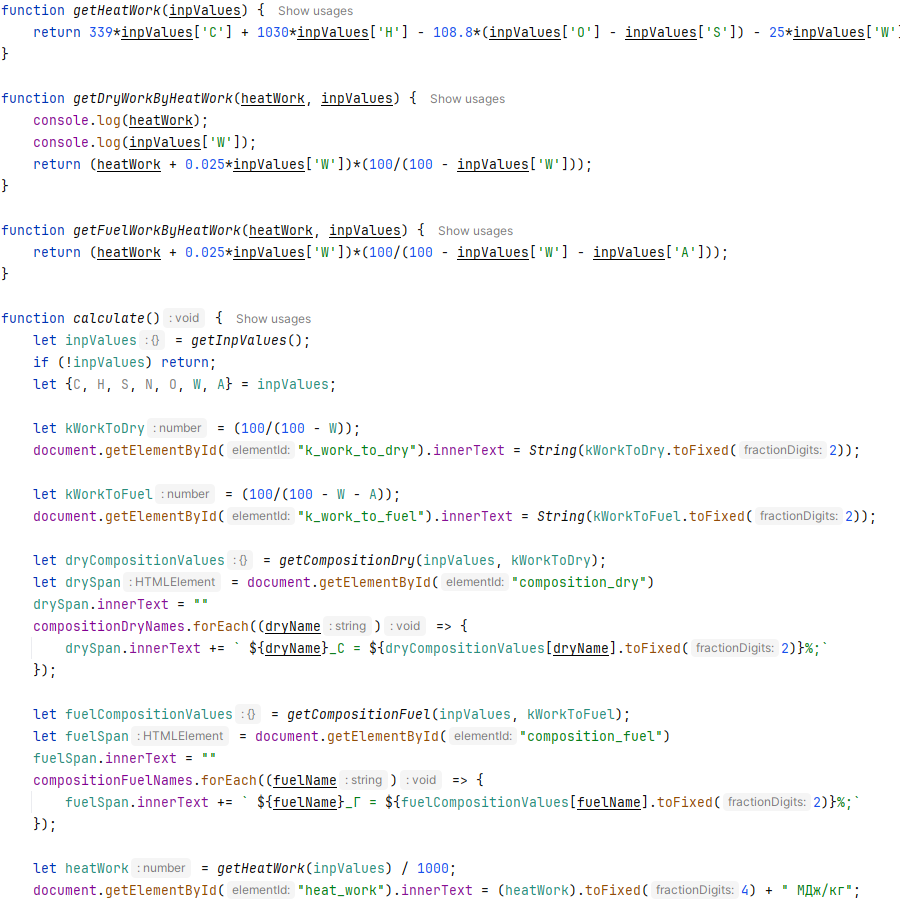 function getHeatWork(inpValues) { Show usages
return 339*inpValues['C'] + 1030*inpValues['H'] - 108.8*(inpValues['O'] - inpValues['S']) - 25*inpValues['W']
}
function getDryWorkByHeatWork(heatWork, inpValues) { Show usages
console.log(heatWork);
console.log(inpValues['W']);
return (heatWork + 0.025*inpValues['W'])*(100/(100 - inpValues['W']));
}
function getFuelWorkByHeatWork(heatWork, inpValues) { Show usages
return (heatWork + 0.025*inpValues['W'])*(100/(100 - inpValues['W'] - inpValues['A']));
}
function calculate() : void { Show usages
let inpValues : {} = getInpValues();
if (!inpValues) return;
let {C, H, S, N, O, W, A} = inpValues;
let kWorkToDry : number = (100/(100 - W));
document.getElementById( elementId: "k_work_to_dry").innerText = String(kWorkToDry.toFixed( fractionDigits: 2));
let kWorkToFuel : number = (100/(100 - W - A));
document.getElementById( elementId: "k_work_to_fuel").innerText = String(kWorkToFuel.toFixed( fractionDigits: 2));
let dryCompositionValues : {} = getCompositionDry(inpValues, kWorkToDry);
let drySpan : HTMLElement = document.getElementById( elementId: "composition_dry")
drySpan.innerText = ""
compositionDryNames.forEach((dryName : string ) : void => {
drySpan.innerText += ` ${dryName}_С = ${dryCompositionValues[dryName].toFixed( fractionDigits: 2)}%;`
});
let fuelCompositionValues : {} = getCompositionFuel(inpValues, kWorkToFuel);
let fuelSpan : HTMLElement = document.getElementById( elementId: "composition_fuel")
fuelSpan.innerText = ""
compositionFuelNames.forEach((fuelName : string ) : void => {
fuelSpan.innerText += ` ${fuelName}_Г = ${fuelCompositionValues[fuelName].toFixed( fractionDigits: 2)}%;`
});
let heatWork : number = getHeatWork(inpValues) / 1000;
document.getElementById( elementId: "heat_work").innerText = (heatWork).toFixed( fractionDigits: 4) + " МДж/кг";